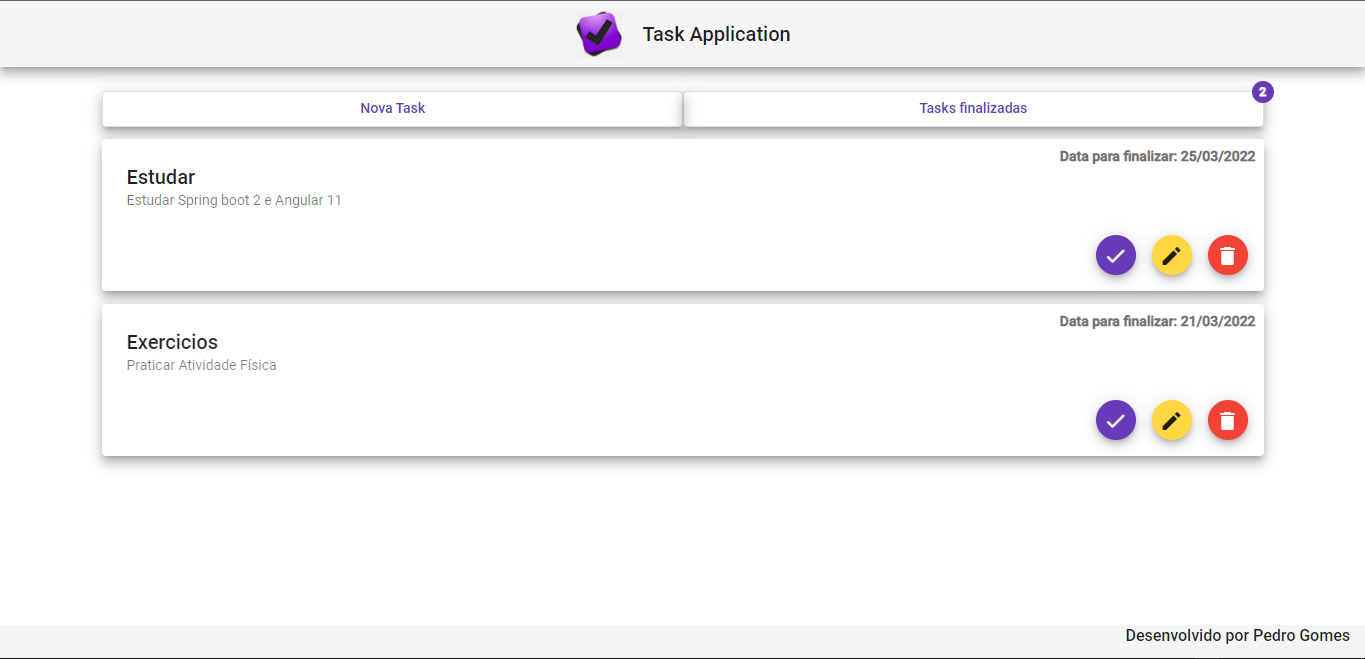 Task Application
Nova Task
Tasks finalizadas
2
Data para finalizar: 25/03/2022
Estudar
Estudar Spring boot 2 e Angular 11
Data para finalizar: 21/03/2022
Exercicios
Praticar Atividade Física
Desenvolvido por Pedro Gomes